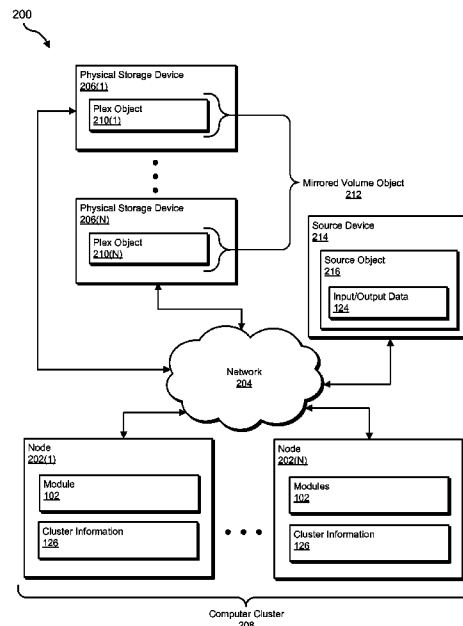 200
Physical Storage Device
206(1)
Plex Object
210(1)
Physical Storage Device
206(N)
Plex Object
210(N)
Mirrored Volume Object
212
Source Device
214
Source Object
216
Input/Output Data
124
Network
204
Node
202(1)
Module
102
Cluster Information
126
Node
202(N)
Modules
102
Cluster Information
126
Computer Cluster
208